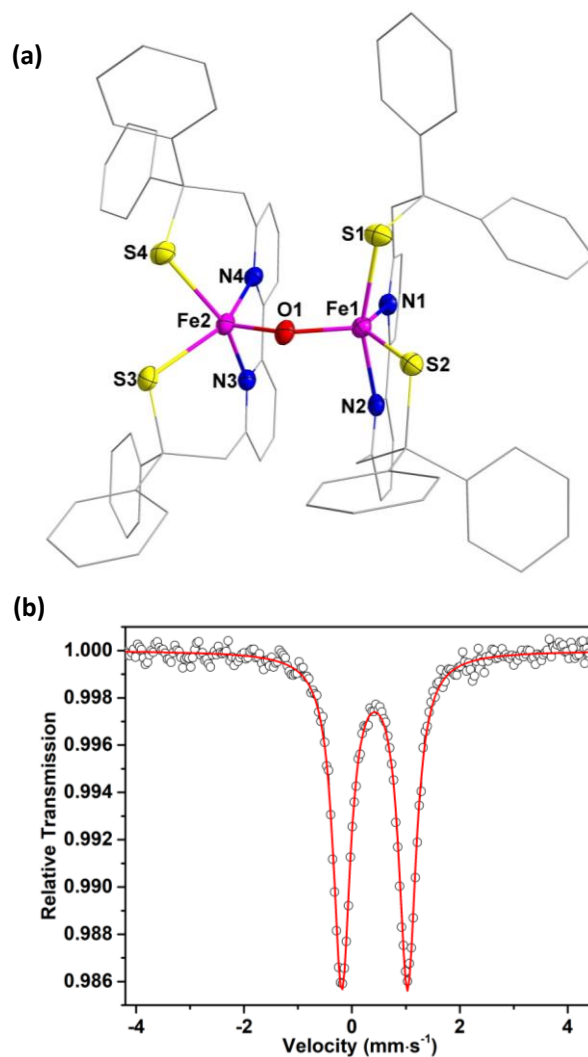 (a)
S4
N4
O1
Fe2
S3
N3
S1
Fe1
N1
S2
N2
(b)
Relative Transmission
1.000
0.998
0.996
0.994
0.992
0.990
0.988
0.986
-4
-2
0
2
4
Velocity (mm·s⁻¹)